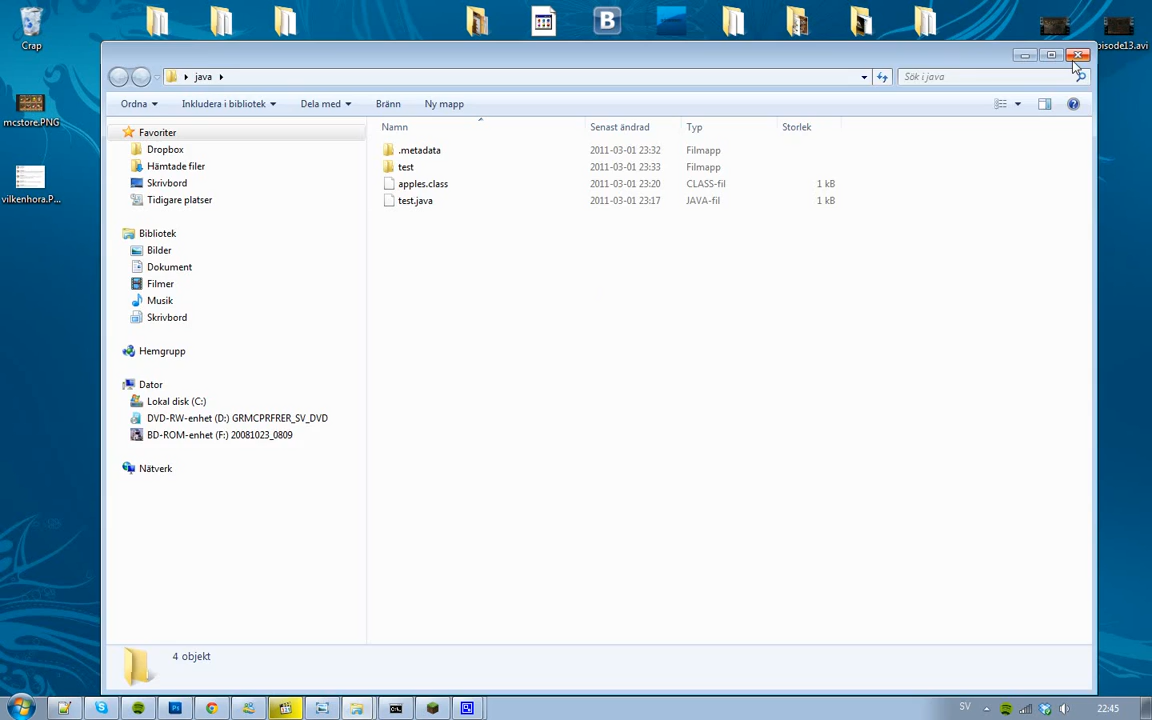 Crap
mcstore.PNG
vilkenhora.P...
pisode13.avi
java
Sök i java
Ordna
Inkludera i bibliotek
Dela med
Bränn
Ny mapp
Favoriter
Dropbox
Hämtade filer
Skrivbord
Tidigare platser
Bibliotek
Bilder
Dokument
Filmer
Musik
Skrivbord
Hemgrupp
Dator
Lokal disk (C:)
DVD-RW-enhet (D:) GRMCPRFRER_SV_DVD
BD-ROM-enhet (F:) 20081023_0809
Nätverk
Namn Senast ändrad Typ Storlek
.metadata 2011-03-01 23:32 Filmapp
test 2011-03-01 23:33 Filmapp
apples.class 2011-03-01 23:20 CLASS-fil 1 kB
test.java 2011-03-01 23:17 JAVA-fil 1 kB
4 objekt
SV
22:45